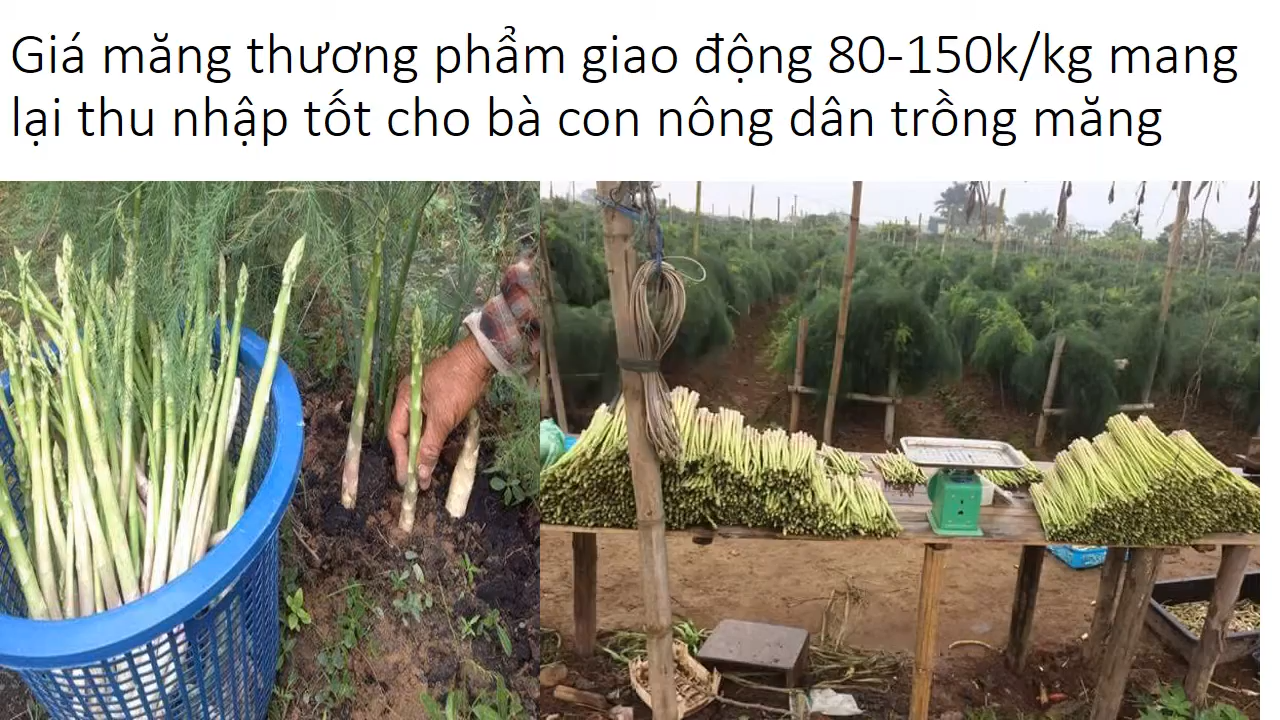 Giá măng thương phẩm giao động 80-150k/kg mang
lại thu nhập tốt cho bà con nông dân trồng măng